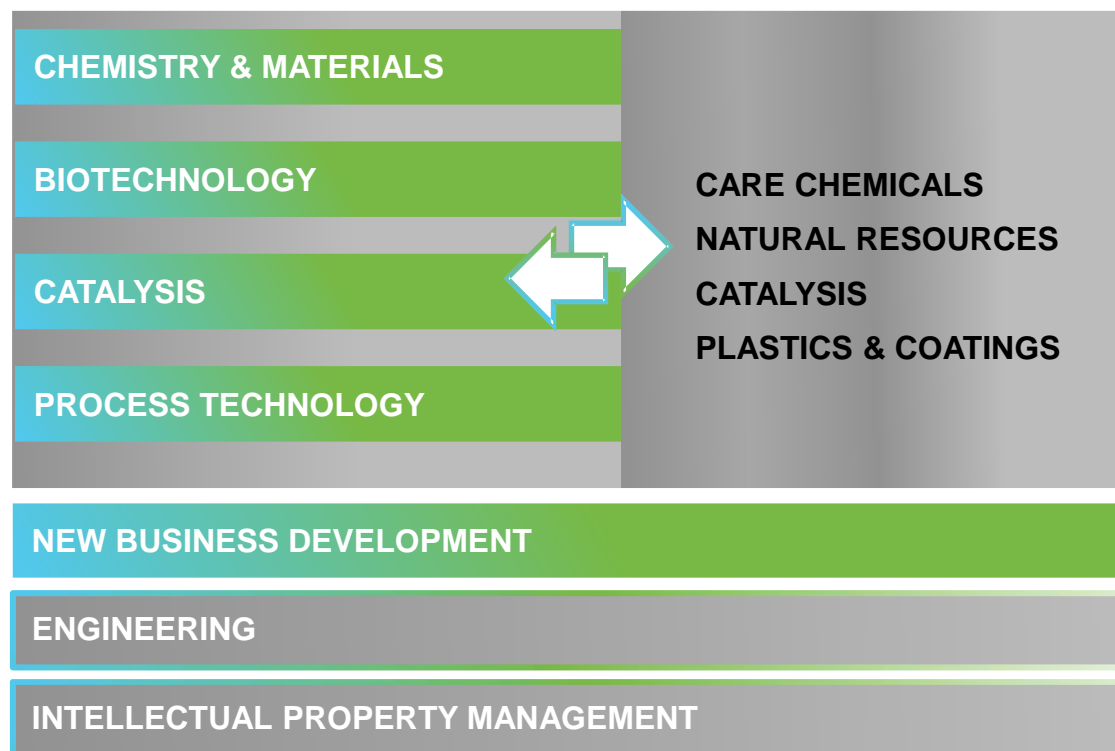 CHEMISTRY & MATERIALS
BIOTECHNOLOGY
CATALYSIS
PROCESS TECHNOLOGY
CARE CHEMICALS
NATURAL RESOURCES
CATALYSIS
PLASTICS & COATINGS
NEW BUSINESS DEVELOPMENT
ENGINEERING
INTELLECTUAL PROPERTY MANAGEMENT